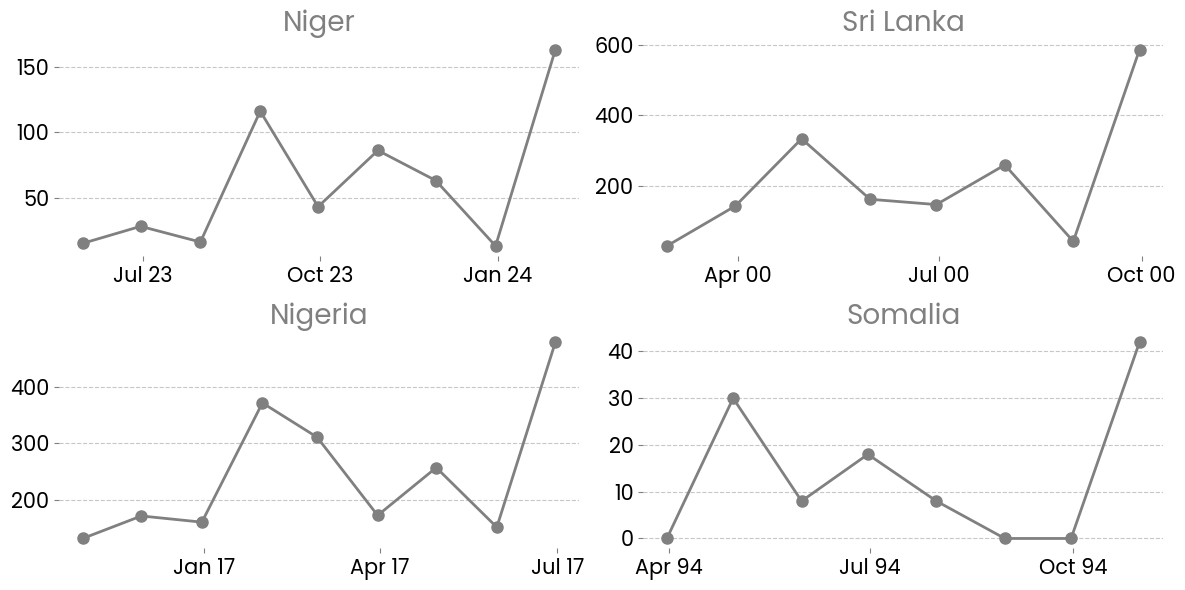 Niger
150
100
50
Jul 23 Oct 23 Jan 24
Sri Lanka
600
400
200
Apr 00 Jul 00 Oct 00
Nigeria
400
300
200
Jan 17 Apr 17 Jul 17
Somalia
40
30
20
10
0
Apr 94 Jul 94 Oct 94